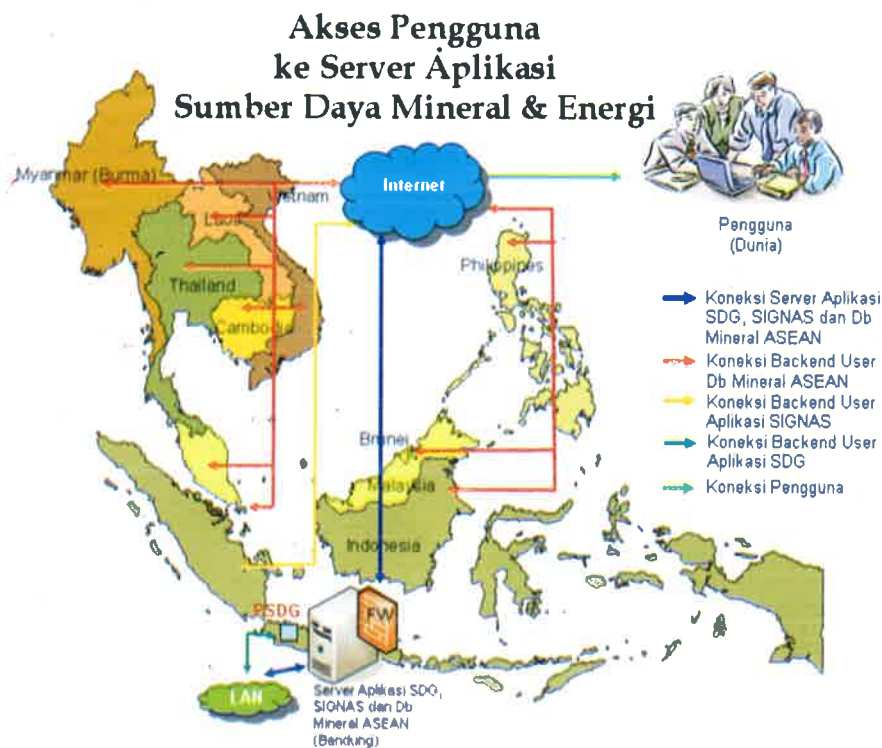 Akses Pengguna
ke Server Aplikasi
Sumber Daya Mineral & Energi
Myanmar (Burma)
Vietnam
Laos
Thailand
Cambodia
Internet
Philippines
Brunei
Malaysia
Indonesia
Pengguna
(Dunia)
Koneksi Server Aplikasi
SDG, SIGNAS dan Db
Mineral ASEAN
Koneksi Backend User
Db Mineral ASEAN
Koneksi Backend User
Aplikasi SIGNAS
Koneksi Backend User
Aplikasi SDG
Koneksi Pengguna
PSDG
FW
LAN
Server Aplikasi SDG,
SIGNAS dan Db
Mineral ASEAN
(Bandung)